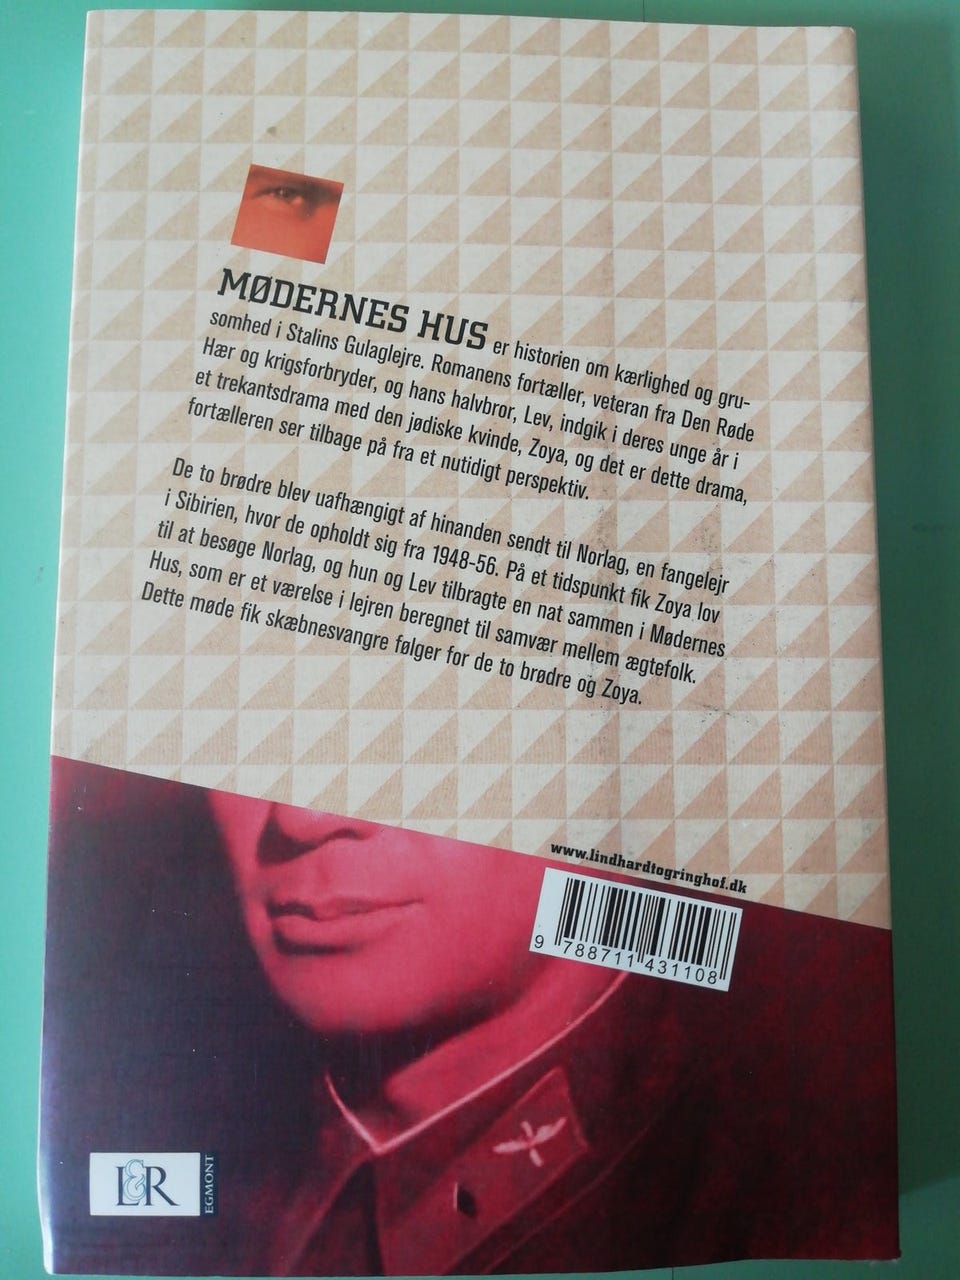 MØDERNES HUS er historien om kærlighed og gru-
somhed i Stalins Gulaglejre. Romanens fortæller, veteran fra Den Røde
Hær og krigsforbryder, og hans halvbror, Lev, indgik i deres unge år i
et trekantsdrama med den jødiske kvinde, Zoya, og det er dette drama,
fortælleren ser tilbage på fra et nutidigt perspektiv.
De to brødre blev uafhængigt af hinanden sendt til Norlag, en fangelejr
i Sibirien, hvor de opholdt sig fra 1948-56. På et tidspunkt fik Zoya lov
til at besøge Norlag, og hun og Lev tilbragte en nat sammen i Mødernes
Hus, som er et værelse i lejren beregnet til samvær mellem ægtefolk.
Dette møde fik skæbnesvangre følger for de to brødre og Zoya.
www.lindhardtogringhof.dk
9 788711 431108
L&R
EGMONT